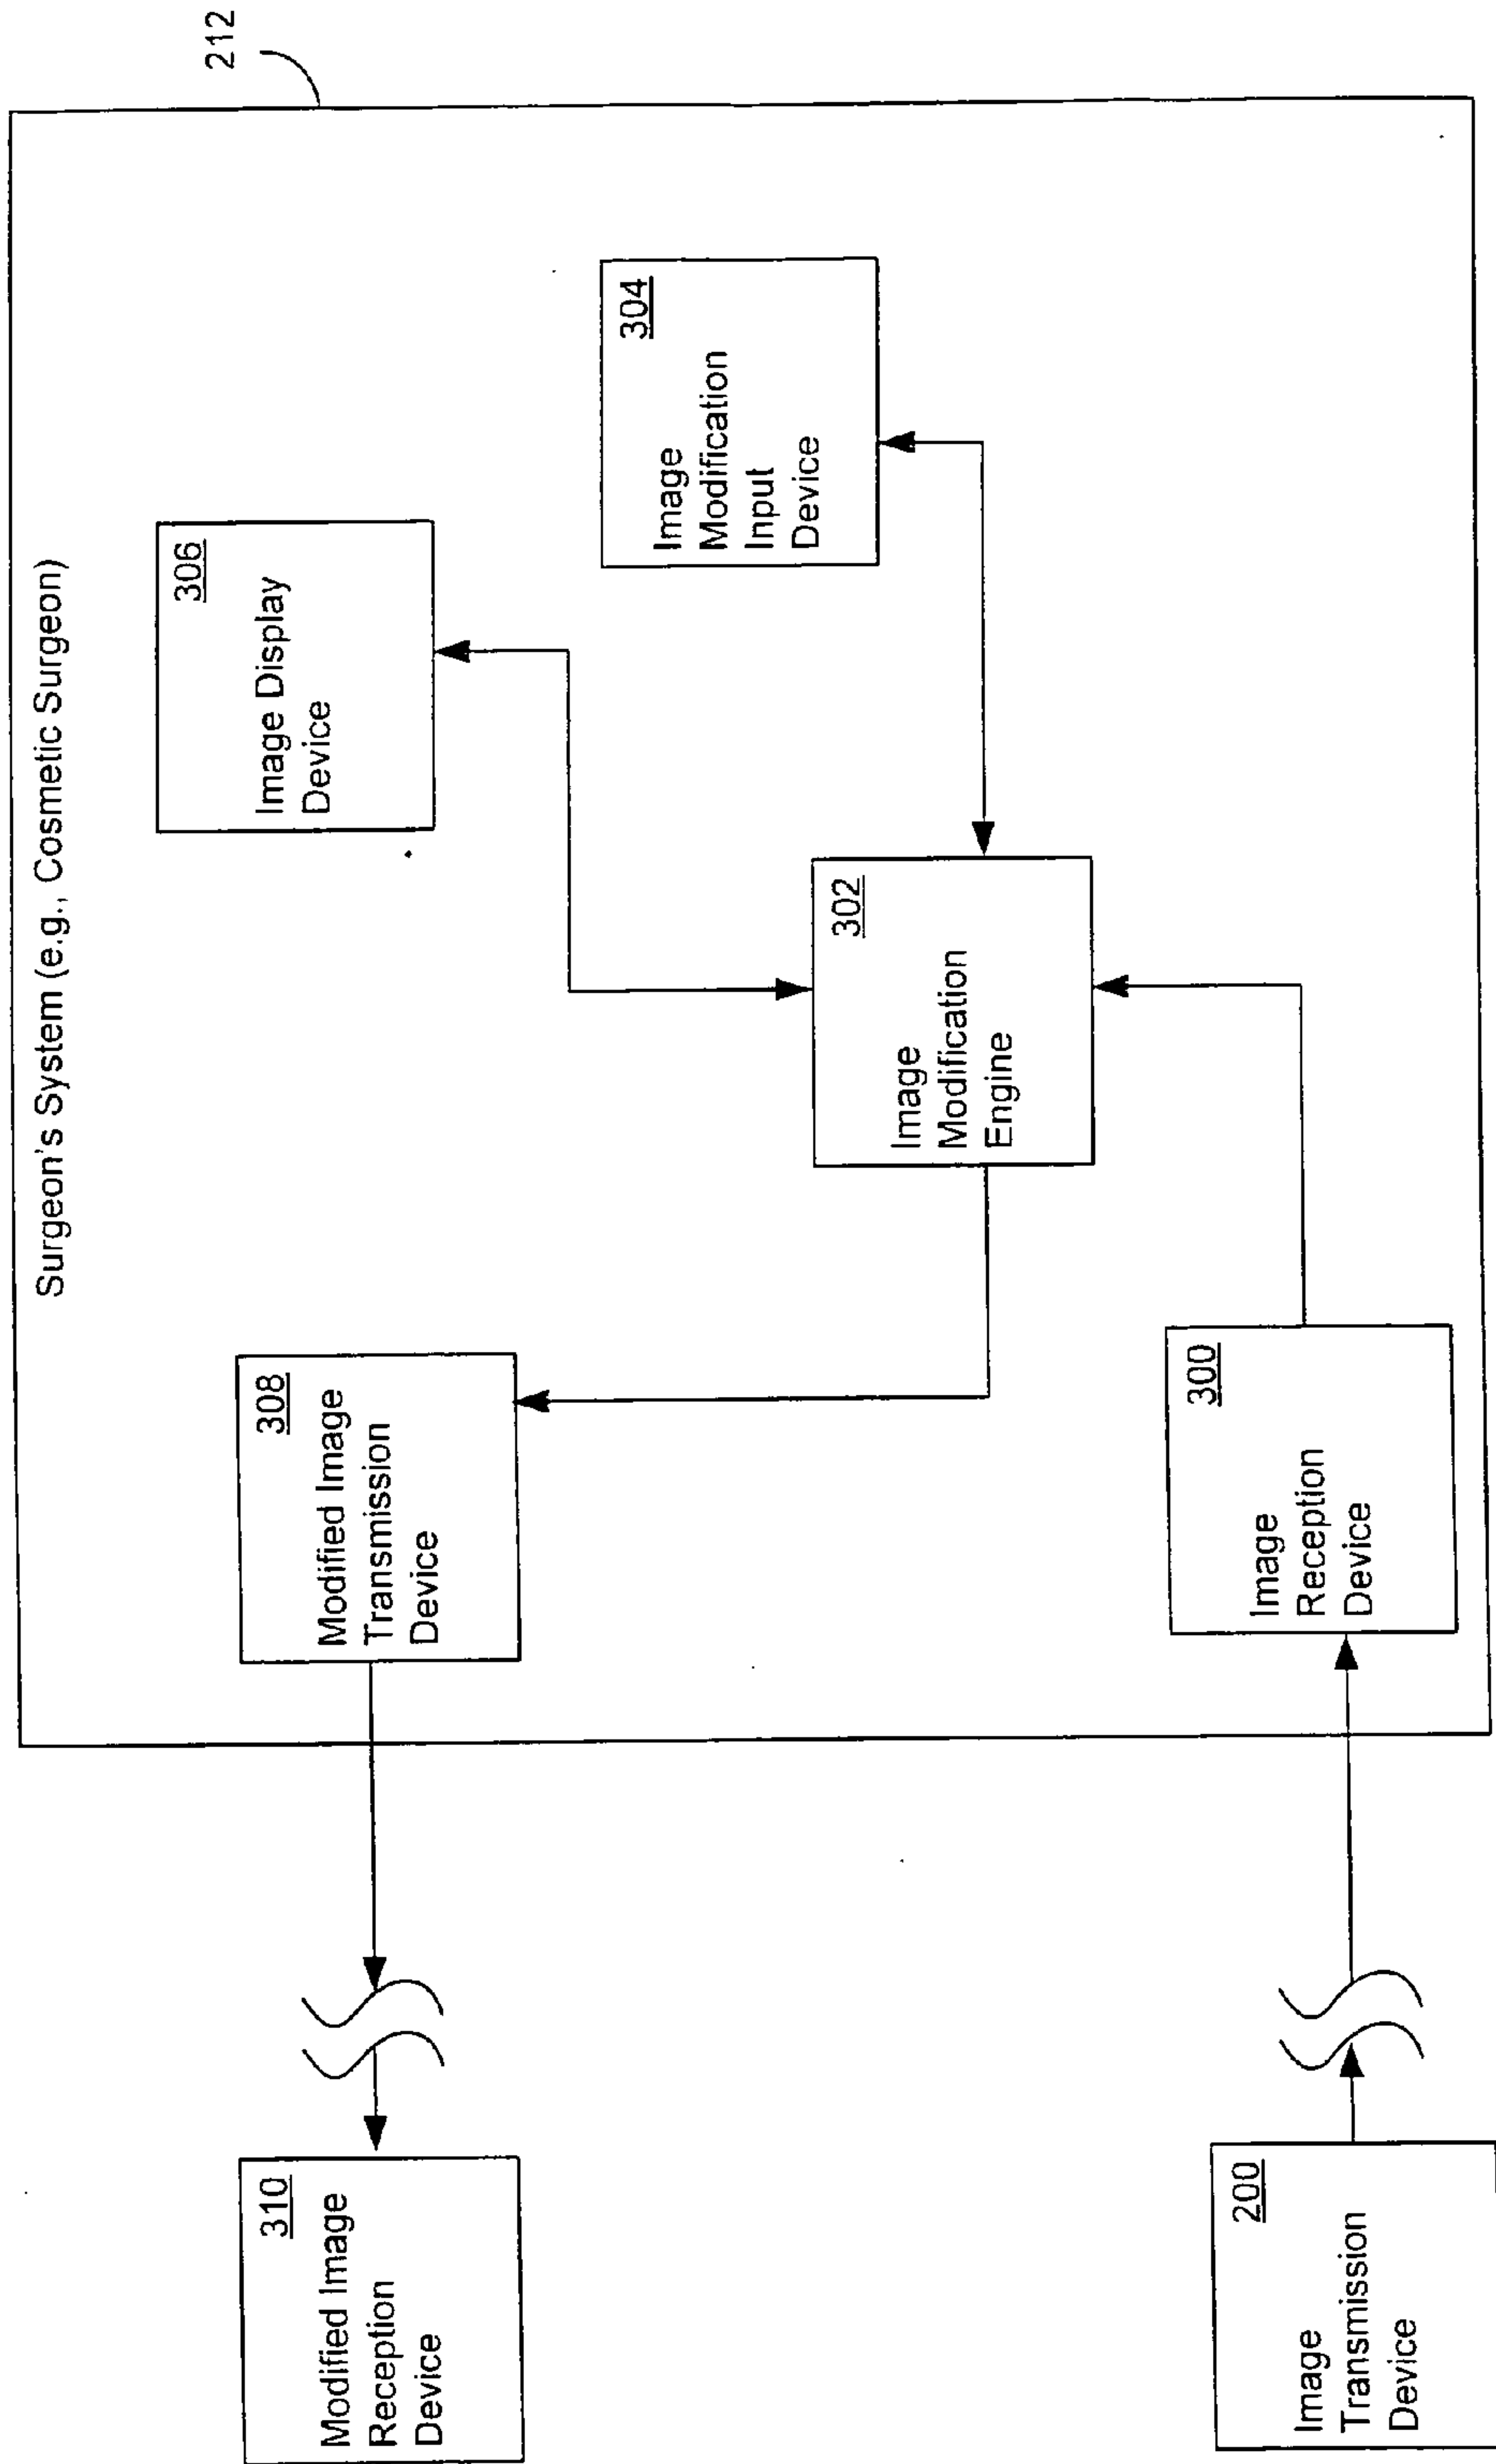 Surgeon's System (e.g., Cosmetic Surgeon)
212
310
Modified Image
Reception
Device
308
Modified Image
Transmission
Device
306
Image Display
Device
302
Image
Modification
Engine
304
Image
Modification
Input
Device
200
Image
Transmission
Device
300
Image
Reception
Device